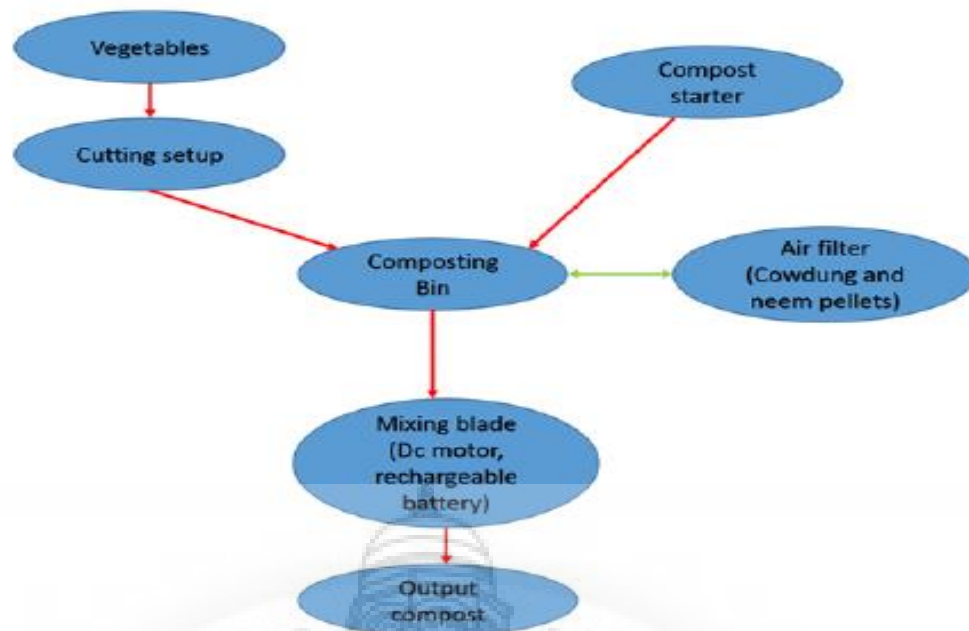 Vegetables
Compost
starter
Cutting setup
Composting
Bin
Air filter
(Cowdung and
neem pellets)
Mixing blade
(Dc motor,
rechargeable
battery)
Output
compost